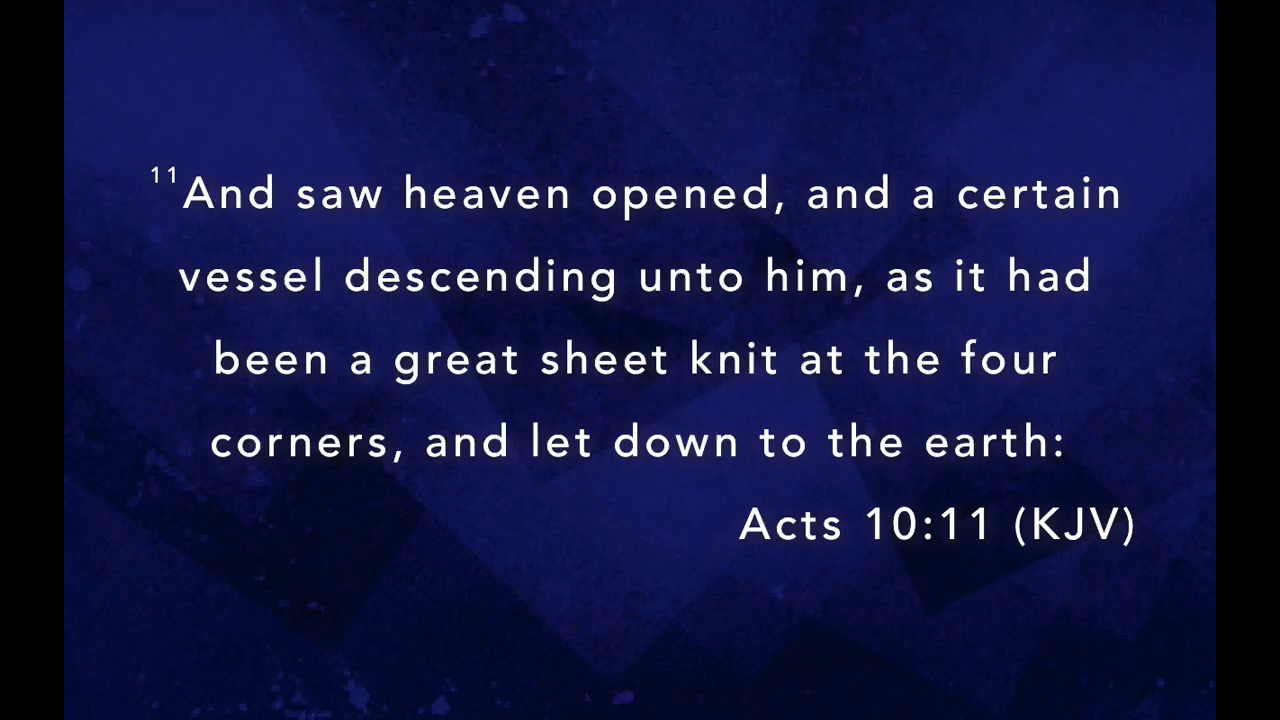 11And saw heaven opened, and a certain
vessel descending unto him, as it had
been a great sheet knit at the four
corners, and let down to the earth:
Acts 10:11 (KJV)